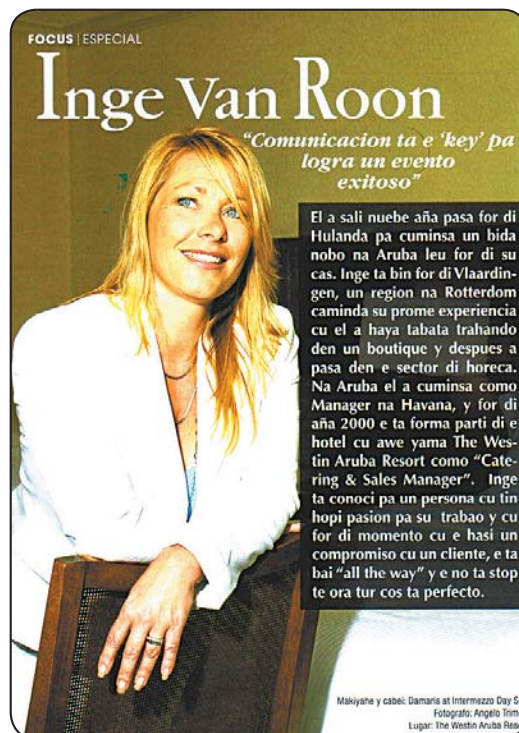 FOCUS | ESPECIAL
Inge Van Roon
"Comunicacion ta e 'key' pa
logra un evento
exitoso"
El a sali nuebe aña pasa for di
Hulanda pa cuminsa un bida
nobo na Aruba leu for di su
cas. Inge ta bin for di Vlaardin-
gen, un region na Rotterdom
caminda su prome experiencia
cu el a haya tabata trahando
den un boutique y despues a
pasa den e sector di horeca.
Na Aruba el a cuminsa como
Manager na Havana, y for di
aña 2000 e ta forma parti di e
hotel cu awe yama The Wes-
tin Aruba Resort como "Cate-
ring & Sales Manager". Inge
ta conoci pa un persona cu tin
hopi pasion pa su trabao y cu
for di momento cu e hasi un
compromiso cu un cliente, e ta
bai "all the way" y e no ta stop
te ora tur cos ta perfecto.
Makiyahe y cabei: Damaris at Intermezzo Day
Fotografo: Angelo
Lugar: The Westin Aruba